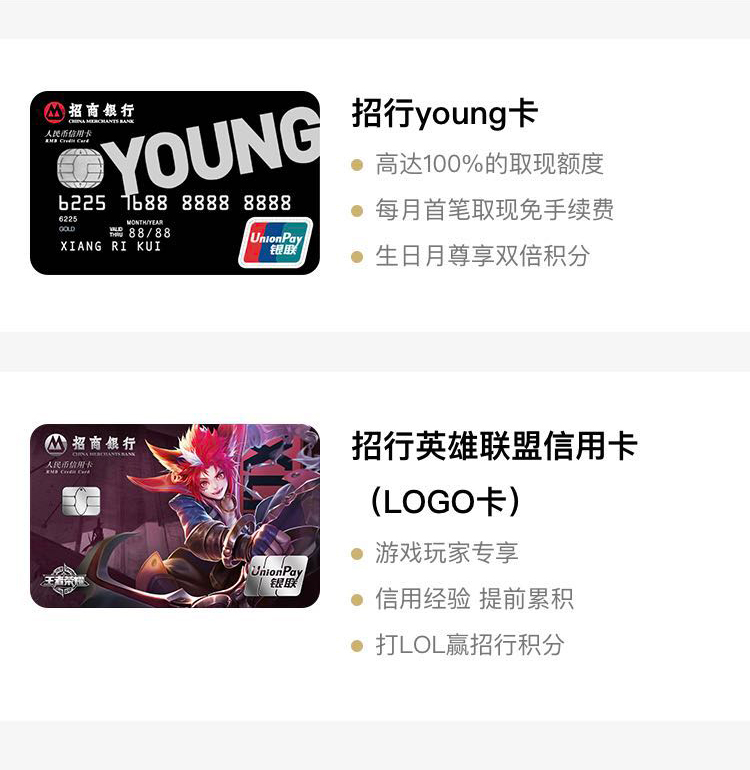 招商银行
CHINA MERCHANTS BANK
人民币信用卡
RMB Credit Card
YOUNG
6225 7688 8888 8888
6225
MONTH/YEAR
GOLD
VALID THRU 88/88
XIANG RI KUI
UnionPay
银联
招行young卡
高达100%的取现额度
每月首笔取现免手续费
生日月尊享双倍积分
招商银行
CHINA MERCHANTS BANK
人民币信用卡
RMB Credit Card
王者荣耀
UnionPay
银联
招行英雄联盟信用卡
（LOGO卡）
游戏玩家专享
信用经验 提前累积
打LOL赢招行积分